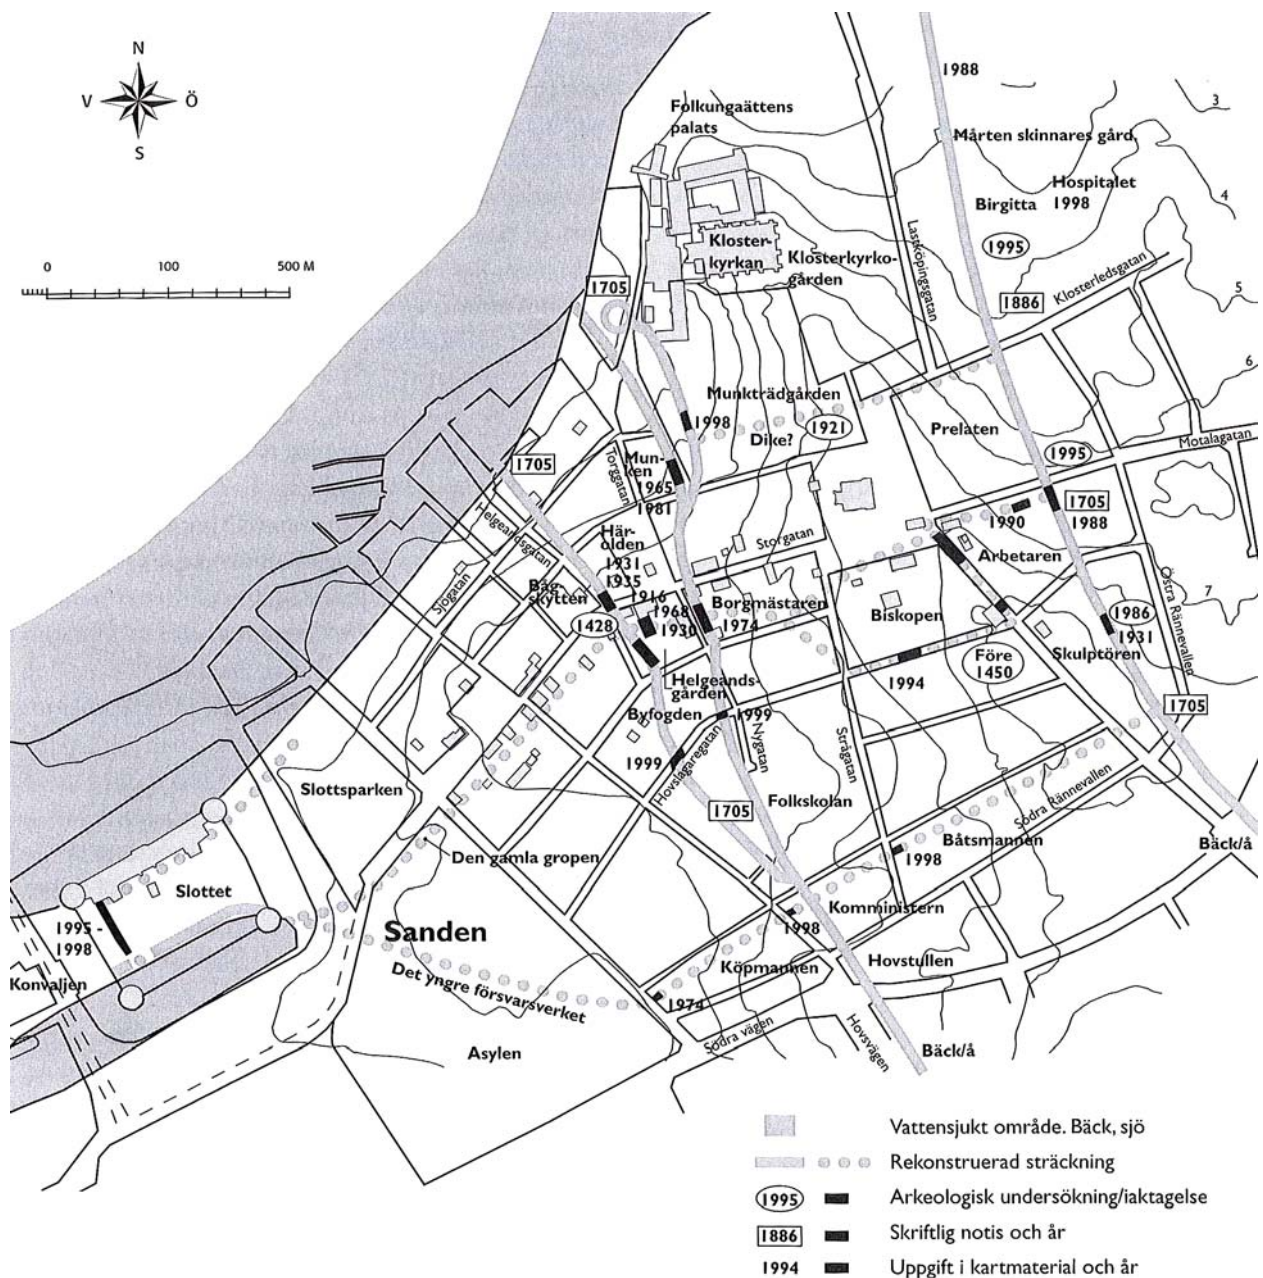 N
V
Ö
S
0
100
500 M
1988
Folkungaättens
palats
Mårten skinnares gård.
Hospitalet
1998
Birgitta
1995
3
4
5
6
7
Kloster-
kyrkan
Klosterkyrko-
gården
Lastköpingsgatan
Klosterledsgatan
1886
1705
Munkträdgården
1998
Dike?
1921
Prelaten
1995
Motalagatan
1705
Torggatan
Mun-
ken
1965
1981
1990
1705
1988
Helgeandsgatan
Här-
olden
1931
1935
1916
Storgatan
Arbetaren
Sjögatan
Båg-
skytten
1428
1968
1930
Borgmästaren
1974
Biskopen
1986
1931
Östra Rännevallen
Före
1450
Skulptören
1994
Helgeands-
gården
Byfogden
1999
1705
1999
Hovslagaregatan
Nygatan
Strågatan
Slottsparken
1705
Folkskolan
Södra Rännevallen
Båtsmannen
Bäck/å
Den gamla gropen
1998
Slottet
1995 -
1998
Sanden
Komministern
1998
Konvaljen
Köpmannen
Hovstullen
Det yngre försvarsverket
1974
Södra vägen
Hovsvägen
Asylen
Bäck/å
Vattensjukt område. Bäck, sjö
Rekonstruerad sträckning
1995 Arkeologisk undersökning/iaktagelse
1886 Skriftlig notis och år
1994 Uppgift i kartmaterial och år